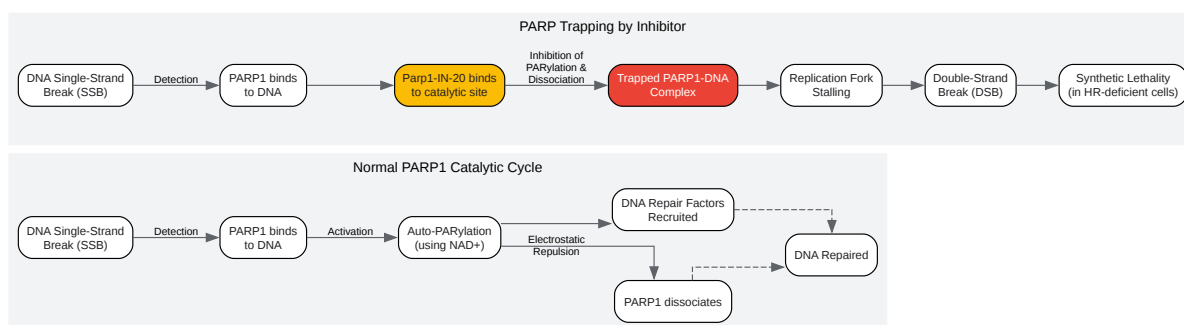 PARP Trapping by Inhibitor
DNA Single-Strand
Break (SSB)
Detection
PARP1 binds
to DNA
Parp1-IN-20 binds
to catalytic site
Inhibition of
PARylation &
Dissociation
Trapped PARP1-DNA
Complex
Replication Fork
Stalling
Double-Strand
Break (DSB)
Synthetic Lethality
(in HR-deficient cells)
Normal PARP1 Catalytic Cycle
DNA Single-Strand
Break (SSB)
Detection
PARP1 binds
to DNA
Activation
Auto-PARylation
(using NAD+)
Electrostatic
Repulsion
DNA Repair Factors
Recruited
PARP1 dissociates
DNA Repaired